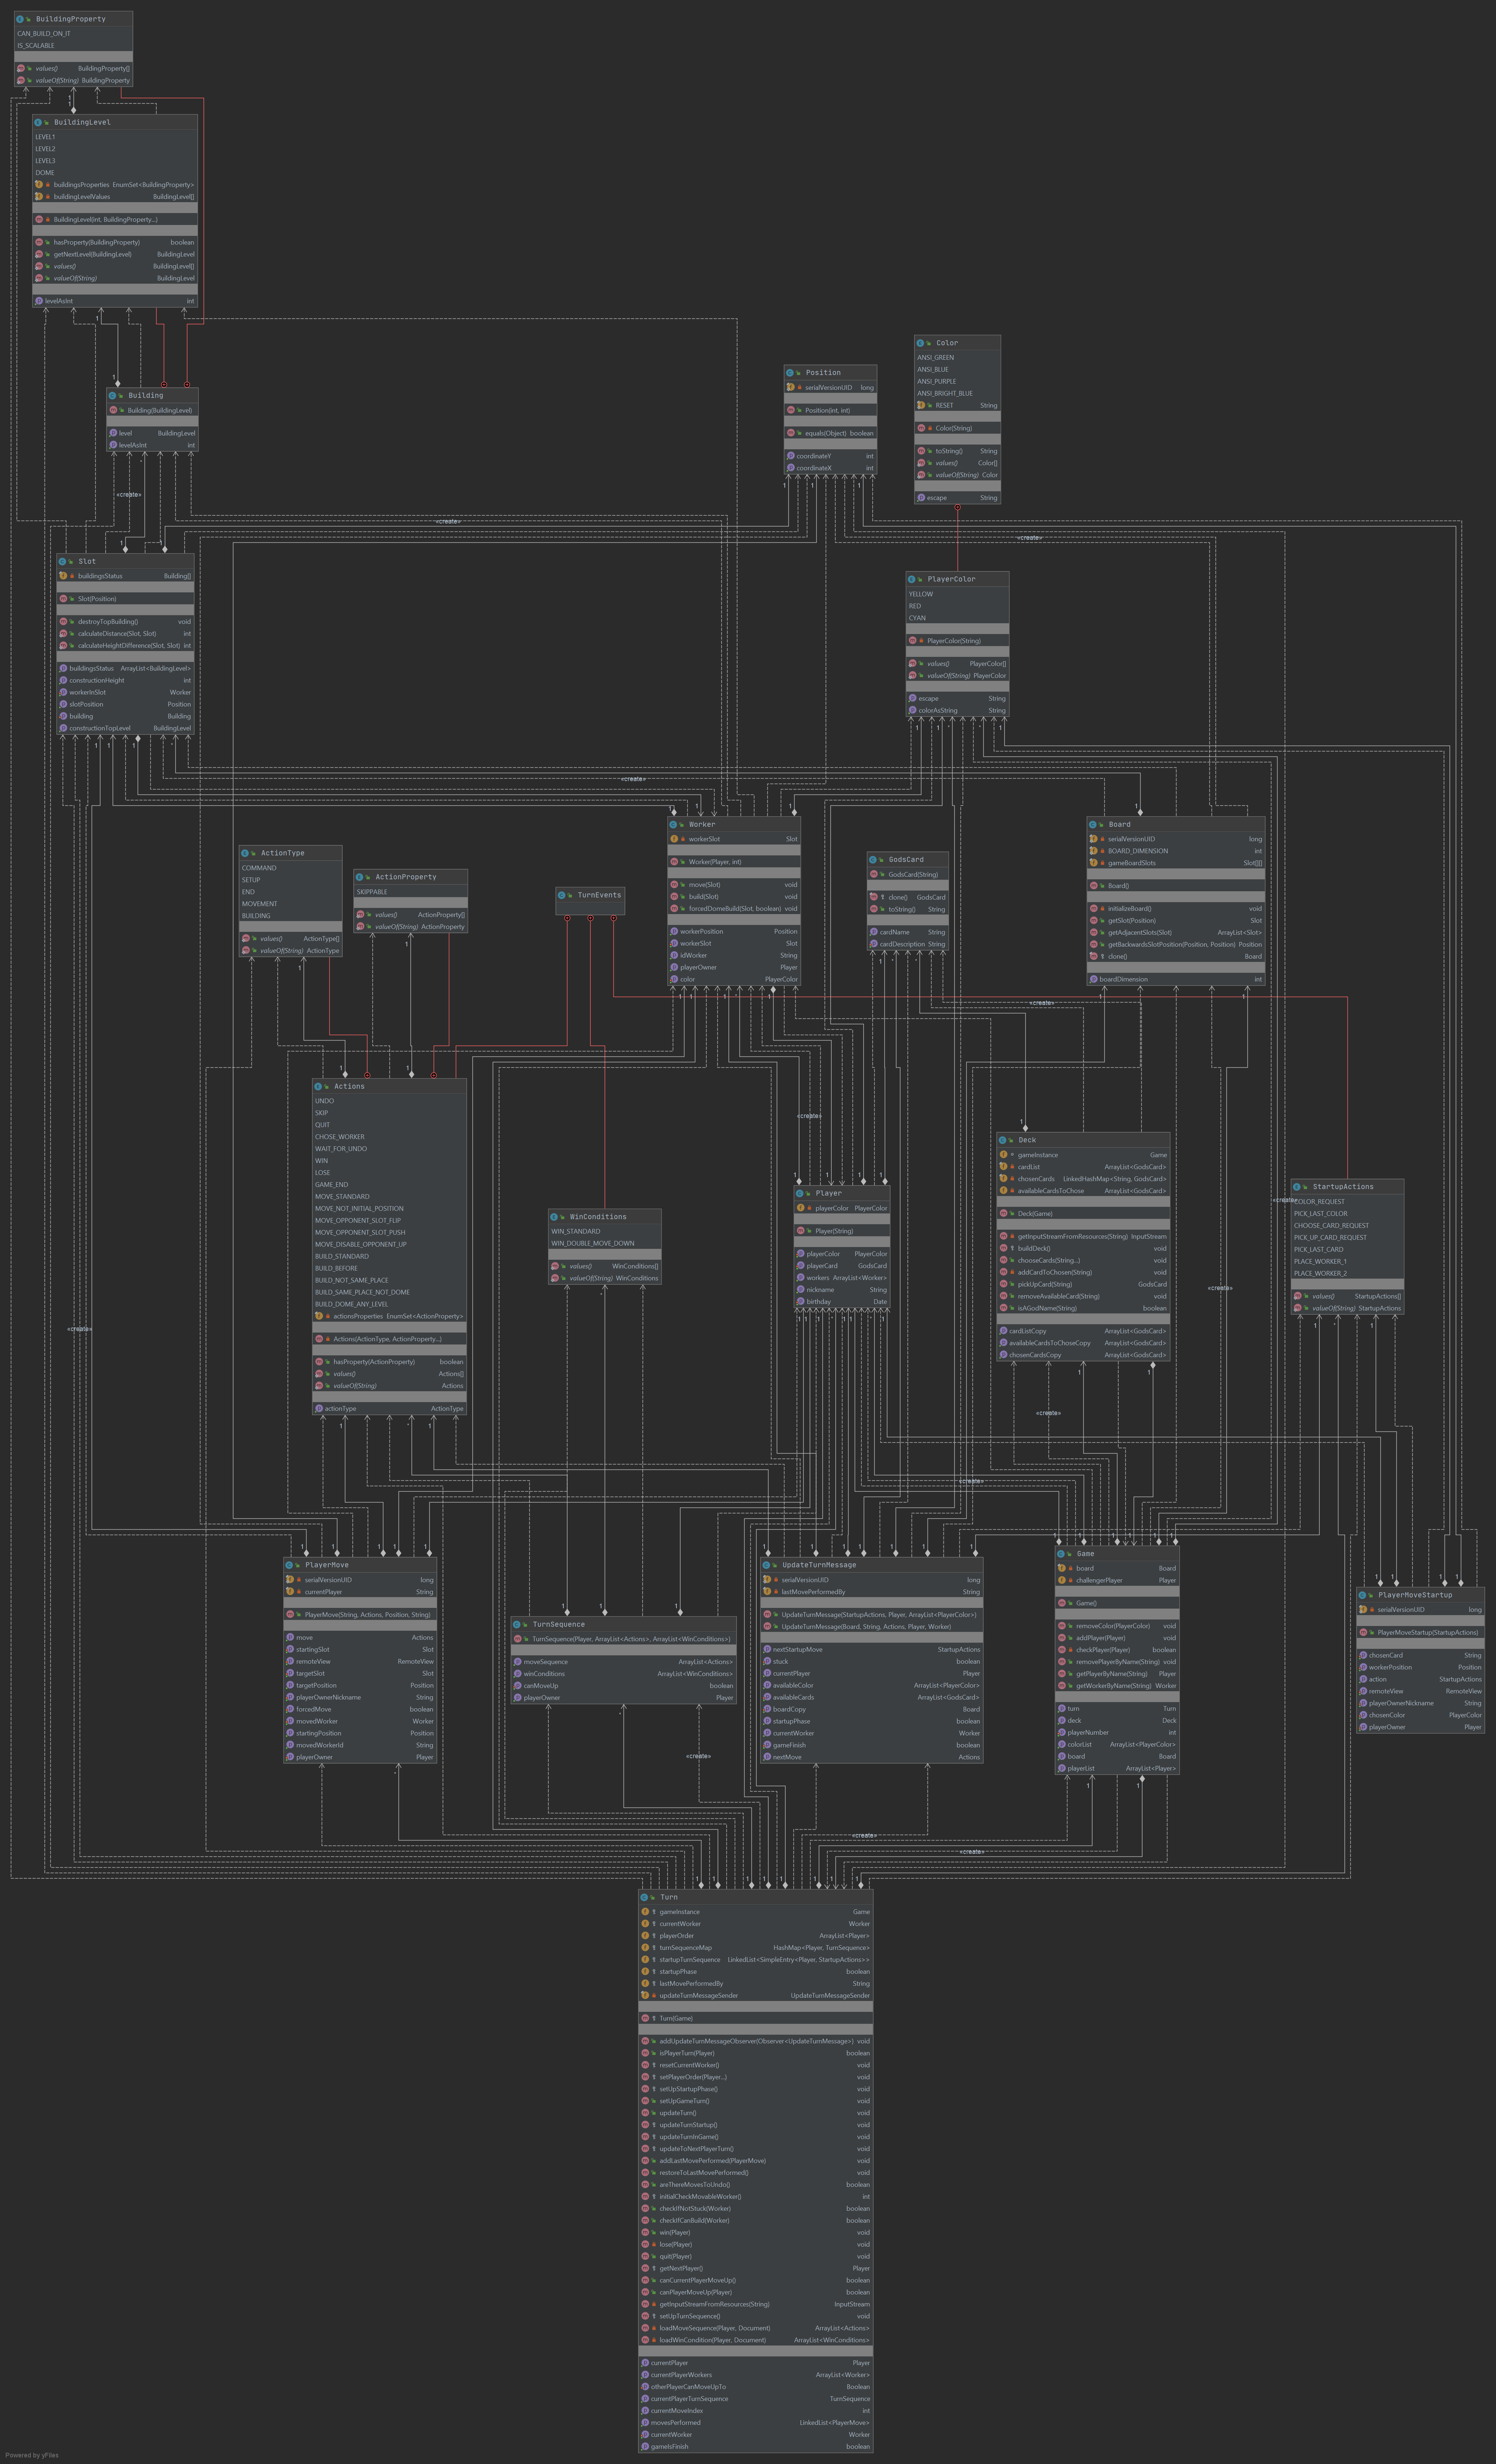 BuildingProperty
CAN_BUILD_ON_IT
IS_SCALABLE
values() BuildingProperty[]
valueOf(String) BuildingProperty
1
1
BuildingLevel
LEVEL1
LEVEL2
LEVEL3
DOME
buildingsProperties EnumSet<BuildingProperty>
buildingLevelValues BuildingLevel[]
BuildingLevel(int, BuildingProperty...)
hasProperty(BuildingProperty) boolean
getNextLevel(BuildingLevel) BuildingLevel
values() BuildingLevel[]
valueOf(String) BuildingLevel
levelAsInt int
1
1
Building
Building(BuildingLevel)
level BuildingLevel
levelAsInt int
Position
serialVersionUID long
Position(int, int)
equals(Object) boolean
coordinateY int
coordinateX int
Color
ANSI_GREEN
ANSI_BLUE
ANSI_PURPLE
ANSI_BRIGHT_BLUE
RESET String
Color(String)
toString() String
values() Color[]
valueOf(String) Color
escape String
«create»
«create»
«create»
Slot
buildingsStatus Building[]
Slot(Position)
destroyTopBuilding() void
calculateDistance(Slot, Slot) int
calculateHeightDifference(Slot, Slot) int
buildingsStatus ArrayList<BuildingLevel>
constructionHeight int
workerInSlot Worker
slotPosition Position
building Building
constructionTopLevel BuildingLevel
PlayerColor
YELLOW
RED
CYAN
PlayerColor(String)
values() PlayerColor[]
valueOf(String) PlayerColor
escape String
colorAsString String
«create»
Worker
workerSlot Slot
Worker(Player, int)
move(Slot) void
build(Slot) void
forcedDomeBuild(Slot, boolean) void
workerPosition Position
workerSlot Slot
idWorker String
playerOwner Player
color PlayerColor
Board
serialVersionUID long
BOARD_DIMENSION int
gameBoardSlots Slot[][]
Board()
initializeBoard() void
getSlot(Position) Slot
getAdjacentSlots(Slot) ArrayList<Slot>
getBackwardsSlotPosition(Position, Position) Position
clone() Board
boardDimension int
ActionType
COMMAND
SETUP
END
MOVEMENT
BUILDING
values() ActionType[]
valueOf(String) ActionType
ActionProperty
SKIPPABLE
values() ActionProperty[]
valueOf(String) ActionProperty
TurnEvents
GodsCard
GodsCard(String)
clone() GodsCard
toString() String
cardName String
cardDescription String
«create»
Actions
UNDO
SKIP
QUIT
CHOSE_WORKER
WAIT_FOR_UNDO
WIN
LOSE
GAME_END
MOVE_STANDARD
MOVE_NOT_INITIAL_POSITION
MOVE_OPPONENT_SLOT_FLIP
MOVE_OPPONENT_SLOT_PUSH
MOVE_DISABLE_OPPONENT_UP
BUILD_STANDARD
BUILD_BEFORE
BUILD_NOT_SAME_PLACE
BUILD_SAME_PLACE_NOT_DOME
BUILD_DOME_ANY_LEVEL
actionsProperties EnumSet<ActionProperty>
Actions(ActionType, ActionProperty...)
hasProperty(ActionProperty) boolean
values() Actions[]
valueOf(String) Actions
actionType ActionType
«create»
Deck
gameInstance Game
cardList ArrayList<GodsCard>
chosenCards LinkedHashMap<String, GodsCard>
availableCardsToChose ArrayList<GodsCard>
Deck(Game)
getInputStreamFromResources(String) InputStream
buildDeck() void
chooseCards(String...) void
addCardToChosen(String) void
pickUpCard(String) GodsCard
removeAvailableCard(String) void
isAGodName(String) boolean
cardListCopy ArrayList<GodsCard>
availableCardsToChoseCopy ArrayList<GodsCard>
chosenCardsCopy ArrayList<GodsCard>
StartupActions
COLOR_REQUEST
PICK_LAST_COLOR
CHOOSE_CARD_REQUEST
PICK_UP_CARD_REQUEST
PICK_LAST_CARD
PLACE_WORKER_1
PLACE_WORKER_2
values() StartupActions[]
valueOf(String) StartupActions
«create»
«create»
Player
playerColor PlayerColor
Player(String)
playerColor PlayerColor
playerCard GodsCard
workers ArrayList<Worker>
nickname String
birthday Date
WinConditions
WIN_STANDARD
WIN_DOUBLE_MOVE_DOWN
values() WinConditions[]
valueOf(String) WinConditions
«create»
«create»
«create»
PlayerMove
serialVersionUID long
currentPlayer String
PlayerMove(String, Actions, Position, String)
move Actions
startingSlot Slot
remoteView RemoteView
targetSlot Slot
targetPosition Position
playerOwnerNickname String
forcedMove boolean
movedWorker Worker
startingPosition Position
movedWorkerId String
playerOwner Player
TurnSequence
TurnSequence(Player, ArrayList<Actions>, ArrayList<WinConditions>)
moveSequence ArrayList<Actions>
winConditions ArrayList<WinConditions>
canMoveUp boolean
playerOwner Player
UpdateTurnMessage
serialVersionUID long
lastMovePerformedBy String
UpdateTurnMessage(StartupActions, Player, ArrayList<PlayerColor>)
UpdateTurnMessage(Board, String, Actions, Player, Worker)
nextStartupMove StartupActions
stuck boolean
currentPlayer Player
availableColor ArrayList<PlayerColor>
availableCards ArrayList<GodsCard>
boardCopy Board
startupPhase boolean
currentWorker Worker
gameFinish boolean
nextMove Actions
Game
board Board
challengerPlayer Player
Game()
removeColor(PlayerColor) void
addPlayer(Player) void
checkPlayer(Player) boolean
removePlayerByName(String) void
getPlayerByName(String) Player
getWorkerByName(String) Worker
turn Turn
deck Deck
playerNumber int
colorList ArrayList<PlayerColor>
board Board
playerList ArrayList<Player>
PlayerMoveStartup
serialVersionUID long
PlayerMoveStartup(StartupActions)
chosenCard String
workerPosition Position
action StartupActions
remoteView RemoteView
playerOwnerNickname String
chosenColor PlayerColor
playerOwner Player
«create»
«create»
«create»
Turn
gameInstance Game
currentWorker Worker
playerOrder ArrayList<Player>
turnSequenceMap HashMap<Player, TurnSequence>
startupTurnSequence LinkedList<SimpleEntry<Player, StartupActions>>
startupPhase boolean
lastMovePerformedBy String
updateTurnMessageSender UpdateTurnMessageSender
Turn(Game)
addUpdateTurnMessageObserver(Observer<UpdateTurnMessage>) void
isPlayerTurn(Player) boolean
resetCurrentWorker() void
setPlayerOrder(Player...) void
setUpStartupPhase() void
setUpGameTurn() void
updateTurn() void
updateTurnStartup() void
updateTurnInGame() void
updateToNextPlayerTurn() void
addLastMovePerformed(PlayerMove) void
restoreToLastMovePerformed() void
areThereMovesToUndo() boolean
initialCheckMovableWorker() int
checkIfNotStuck(Worker) boolean
checkIfCanBuild(Worker) boolean
win(Player) void
lose(Player) void
quit(Player) void
getNextPlayer() Player
canCurrentPlayerMoveUp() boolean
canPlayerMoveUp(Player) boolean
getInputStreamFromResources(String) InputStream
setUpTurnSequence() void
loadMoveSequence(Player, Document) ArrayList<Actions>
loadWinCondition(Player, Document) ArrayList<WinConditions>
currentPlayer Player
currentPlayerWorkers ArrayList<Worker>
otherPlayerCanMoveUpTo Boolean
currentPlayerTurnSequence TurnSequence
currentMoveIndex int
movesPerformed LinkedList<PlayerMove>
currentWorker Worker
gameIsFinish boolean
Powered by yFiles